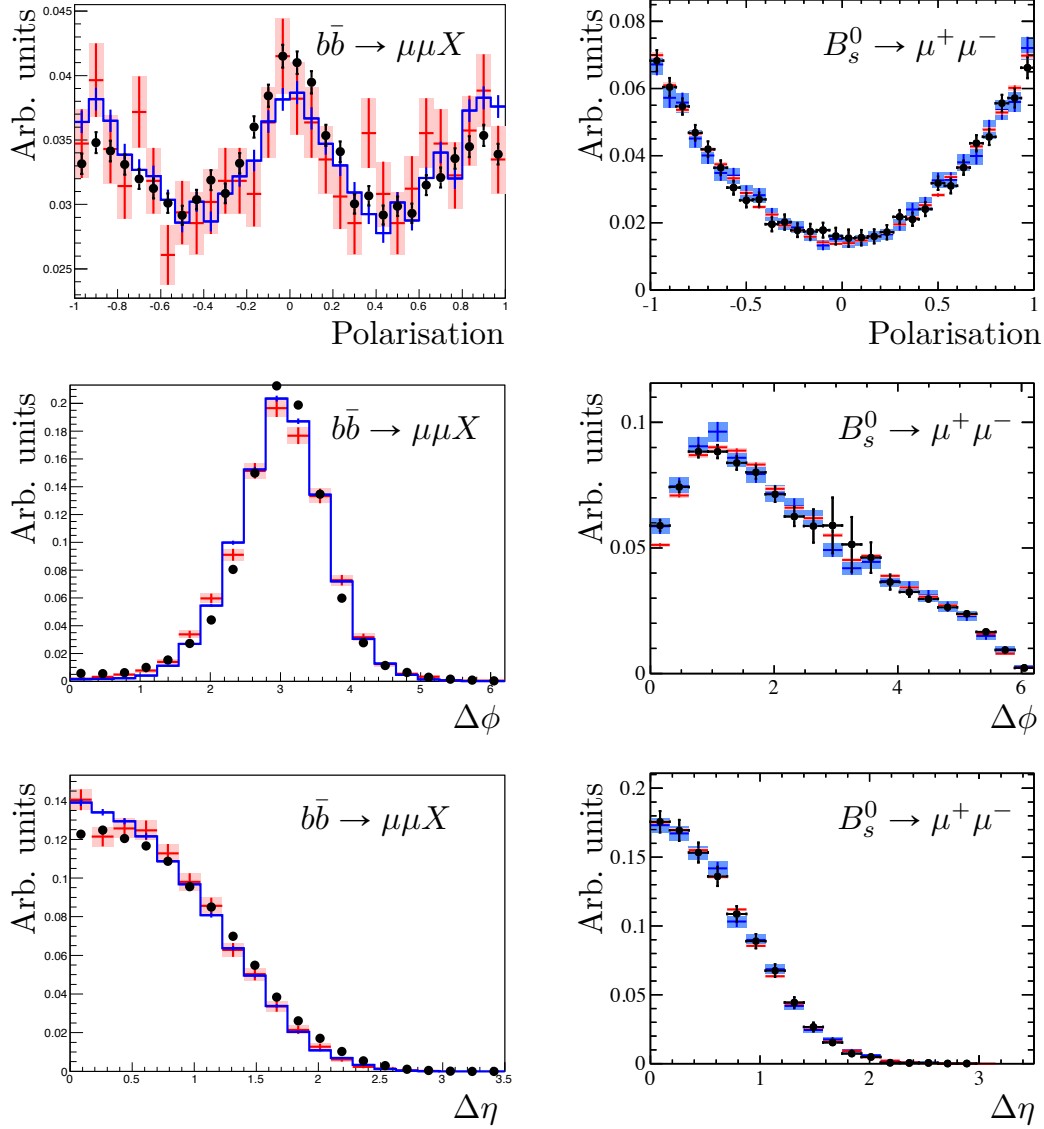 Arb. units
0.045
0.04
0.035
0.03
0.025
bb̄ → μμX
-1 -0.8 -0.6 -0.4 -0.2 0 0.2 0.4 0.6 0.8 1
Polarisation
Arb. units
0.08
0.06
0.04
0.02
0
B⁰ₛ → μ⁺μ⁻
-1 -0.5 0 0.5 1
Polarisation
Arb. units
0.2
0.18
0.16
0.14
0.12
0.1
0.08
0.06
0.04
0.02
0
bb̄ → μμX
0 1 2 3 4 5 6
Δϕ
Arb. units
0.1
0.05
0
B⁰ₛ → μ⁺μ⁻
0 2 4 6
Δϕ
Arb. units
0.14
0.12
0.1
0.08
0.06
0.04
0.02
0
bb̄ → μμX
0 0.5 1 1.5 2 2.5 3 3.5
Δη
Arb. units
0.2
0.15
0.1
0.05
0
B⁰ₛ → μ⁺μ⁻
0 1 2 3
Δη